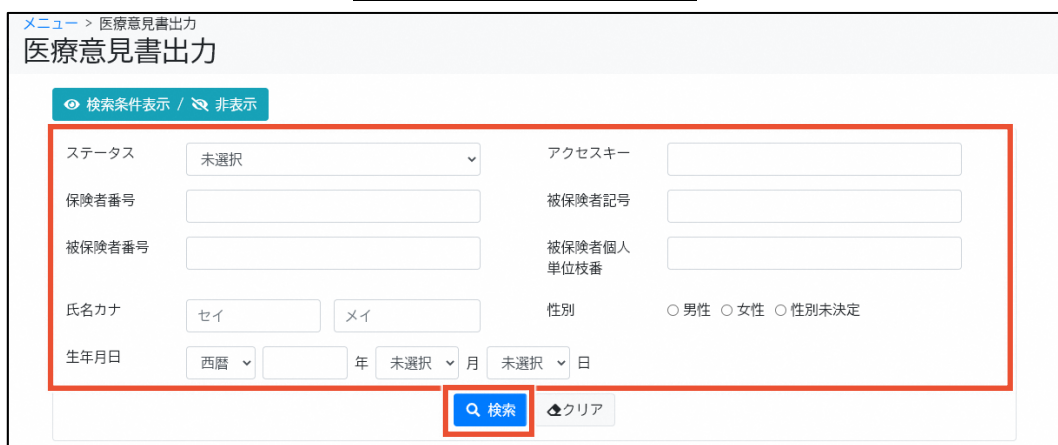 メニュー > 医療意見書出力
医療意見書出力
検索条件表示 / 非表示
ステータス 未選択 アクセスキー
保険者番号 被保険者記号
被保険者番号 被保険者個人
単位枝番
氏名カナ セイ メイ 性別 男性 女性 性別未決定
生年月日 西暦 年 未選択 月 未選択 日
検索 クリア